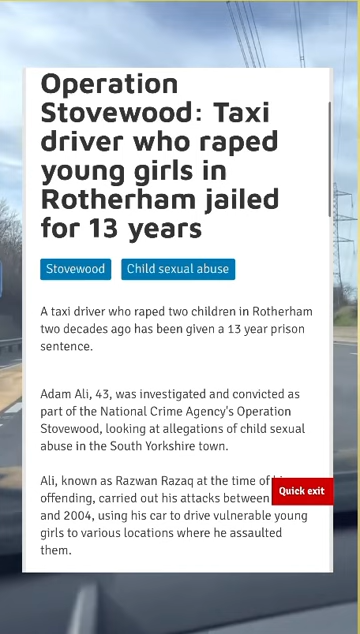 Operation
Stovewood: Taxi
driver who raped
young girls in
Rotherham jailed
for 13 years
Stovewood Child sexual abuse
A taxi driver who raped two children in Rotherham
two decades ago has been given a 13 year prison
sentence.
Adam Ali, 43, was investigated and convicted as
part of the National Crime Agency's Operation
Stovewood, looking at allegations of child sexual
abuse in the South Yorkshire town.
Ali, known as Razwan Razaq at the time of
offending, carried out his attacks between
Quick exit
and 2004, using his car to drive vulnerable young
girls to various locations where he assaulted
them.